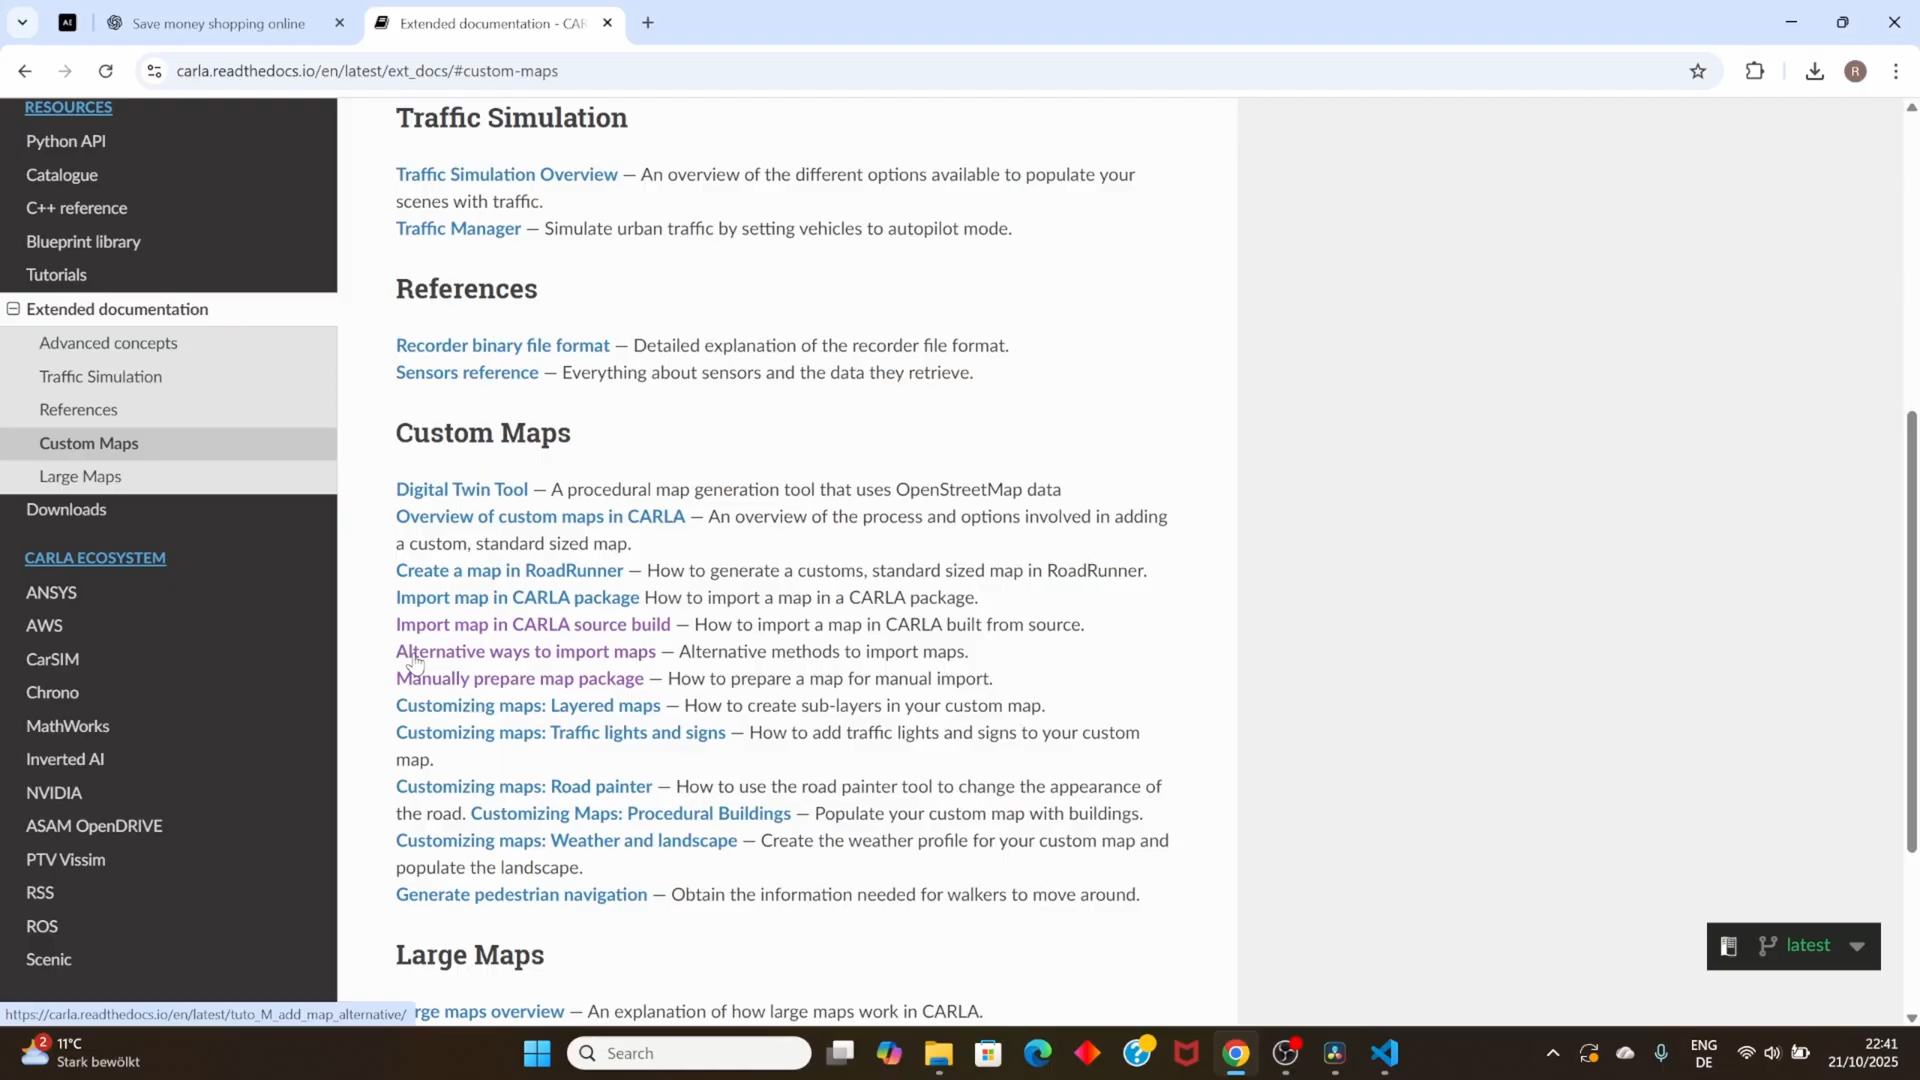 Save money shopping online
Extended documentation - CAR
carla.readthedocs.io/en/latest/ext_docs/#custom-maps
R
RESOURCES
Python API
Catalogue
C++ reference
Blueprint library
Tutorials
Extended documentation
Advanced concepts
Traffic Simulation
References
Custom Maps
Large Maps
Downloads
CARLA ECOSYSTEM
ANSYS
AWS
CarSIM
Chrono
MathWorks
Inverted AI
NVIDIA
ASAM OpenDRIVE
PTV Vissim
RSS
ROS
Scenic
Traffic Simulation
Traffic Simulation Overview — An overview of the different options available to populate your
scenes with traffic.
Traffic Manager — Simulate urban traffic by setting vehicles to autopilot mode.
References
Recorder binary file format — Detailed explanation of the recorder file format.
Sensors reference — Everything about sensors and the data they retrieve.
Custom Maps
Digital Twin Tool — A procedural map generation tool that uses OpenStreetMap data
Overview of custom maps in CARLA — An overview of the process and options involved in adding
a custom, standard sized map.
Create a map in RoadRunner — How to generate a customs, standard sized map in RoadRunner.
Import map in CARLA package How to import a map in a CARLA package.
Import map in CARLA source build — How to import a map in CARLA built from source.
Alternative ways to import maps — Alternative methods to import maps.
Manually prepare map package — How to prepare a map for manual import.
Customizing maps: Layered maps — How to create sub-layers in your custom map.
Customizing maps: Traffic lights and signs — How to add traffic lights and signs to your custom
map.
Customizing maps: Road painter — How to use the road painter tool to change the appearance of
the road. Customizing Maps: Procedural Buildings — Populate your custom map with buildings.
Customizing maps: Weather and landscape — Create the weather profile for your custom map and
populate the landscape.
Generate pedestrian navigation — Obtain the information needed for walkers to move around.
Large Maps
rge maps overview — An explanation of how large maps work in CARLA.
latest
https://carla.readthedocs.io/en/latest/tuto_M_add_map_alternative/
2
11°C
Stark bewölkt
Search
ENG
DE
22:41
21/10/2025